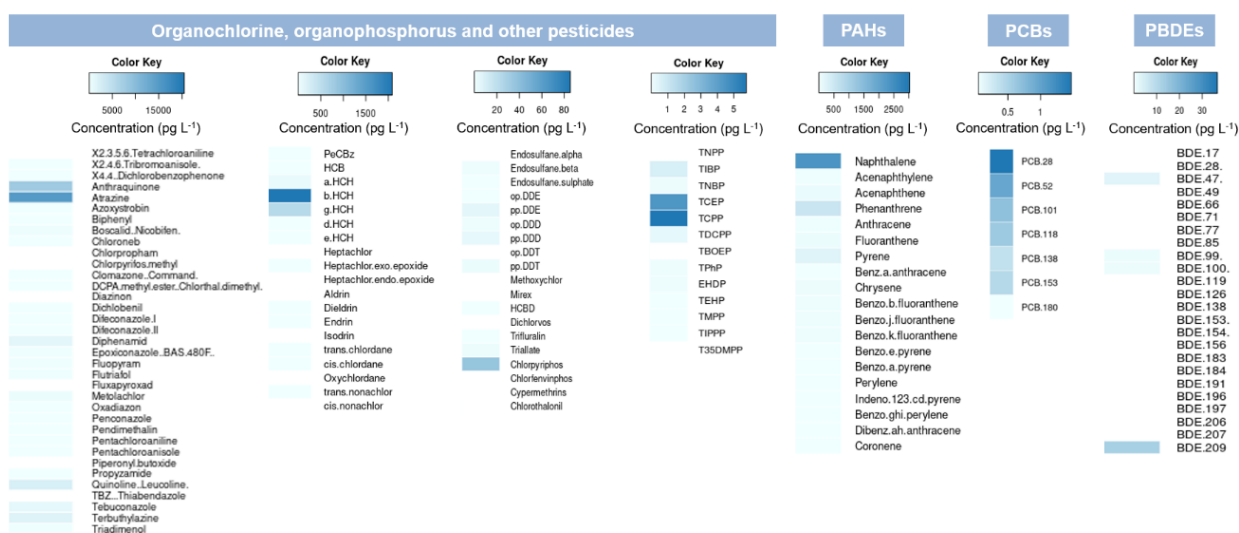 Organochlorine, organophosphorus and other pesticides
PAHs
PCBs
PBDEs
Color Key
5000 15000
Concentration (pg L-1)
X2.3.5.6.Tetrachloroaniline
X2.4.6.Tribromoanisole.
X4.4..Dichlorobenzophenone
Anthraquinone
Atrazine
Azoxystrobin
Biphenyl
Boscalid..Nicobifen.
Chloroneb
Chlorpropham
Chlorpyrifos.methyl
Clomazone..Command.
DCPA.methyl.ester..Chlorthal.dimethyl.
Diazinon
Dichlobenil
Difeconazole.I
Difeconazole.II
Diphenamid
Epoxiconazole..BAS.480F..
Fluopyram
Flutriafol
Fluxapyroxad
Metolachlor
Oxadiazon
Penconazole
Pendimethalin
Pentachloroaniline
Pentachloroanisole
Piperonyl.butoxide
Propyzamide
Quinoline..Leucoline.
TBZ...Thiabendazole
Tebuconazole
Terbuthylazine
Triadimenol
Color Key
500 1500
Concentration (pg L-1)
PeCBz
HCB
a.HCH
b.HCH
g.HCH
d.HCH
e.HCH
Heptachlor
Heptachlor.exo.epoxide
Heptachlor.endo.epoxide
Aldrin
Dieldrin
Endrin
Isodrin
trans.chlordane
cis.chlordane
Oxychlordane
trans.nonachlor
cis.nonachlor
Color Key
20 40 60 80
Concentration (pg L-1)
Endosulfane.alpha
Endosulfane.beta
Endosulfane.sulphate
op.DDE
pp.DDE
op.DDD
pp.DDD
op.DDT
pp.DDT
Methoxychlor
Mirex
HCBD
Dichlorvos
Trifluralin
Triallate
Chlorpyriphos
Chlorfenvinphos
Cypermethrins
Chlorothalonil
Color Key
1 2 3 4 5
Concentration (pg L-1)
TNPP
TIBP
TNBP
TCEP
TCPP
TDCPP
TBOEP
TPhP
EHDP
TEHP
TMPP
TIPPP
T35DMPP
Color Key
500 1500 2500
Concentration (pg L-1)
Naphthalene
Acenaphthylene
Acenaphthene
Phenanthrene
Anthracene
Fluoranthene
Pyrene
Benz.a.anthracene
Chrysene
Benzo.b.fluoranthene
Benzo.j.fluoranthene
Benzo.k.fluoranthene
Benzo.e.pyrene
Benzo.a.pyrene
Perylene
Indeno.123.cd.pyrene
Benzo.ghi.perylene
Dibenz.ah.anthracene
Coronene
Color Key
0.5 1
Concentration (pg L-1)
PCB.28
PCB.52
PCB.101
PCB.118
PCB.138
PCB.153
PCB.180
Color Key
10 20 30
Concentration (pg L-1)
BDE.17
BDE.28.
BDE.47.
BDE.49
BDE.66
BDE.71
BDE.77
BDE.85
BDE.99.
BDE.100.
BDE.119
BDE.126
BDE.138
BDE.153.
BDE.154.
BDE.156
BDE.183
BDE.184
BDE.191
BDE.196
BDE.197
BDE.206
BDE.207
BDE.209